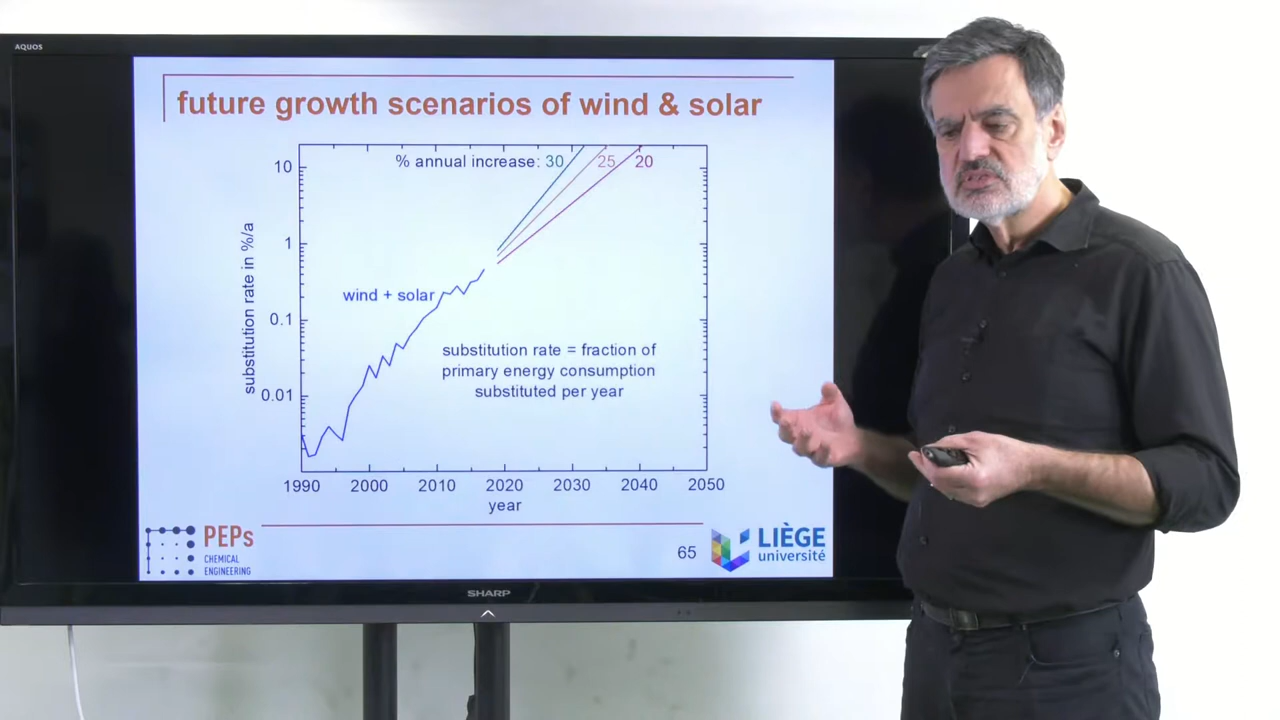 AQUOS
future growth scenarios of wind & solar
% annual increase: 30 25 20
10
1
0.1
0.01
substitution rate in %/a
wind + solar
substitution rate = fraction of
primary energy consumption
substituted per year
1990 2000 2010 2020 2030 2040 2050
year
PEPs
CHEMICAL
ENGINEERING
65
LIÈGE
université
SHARP